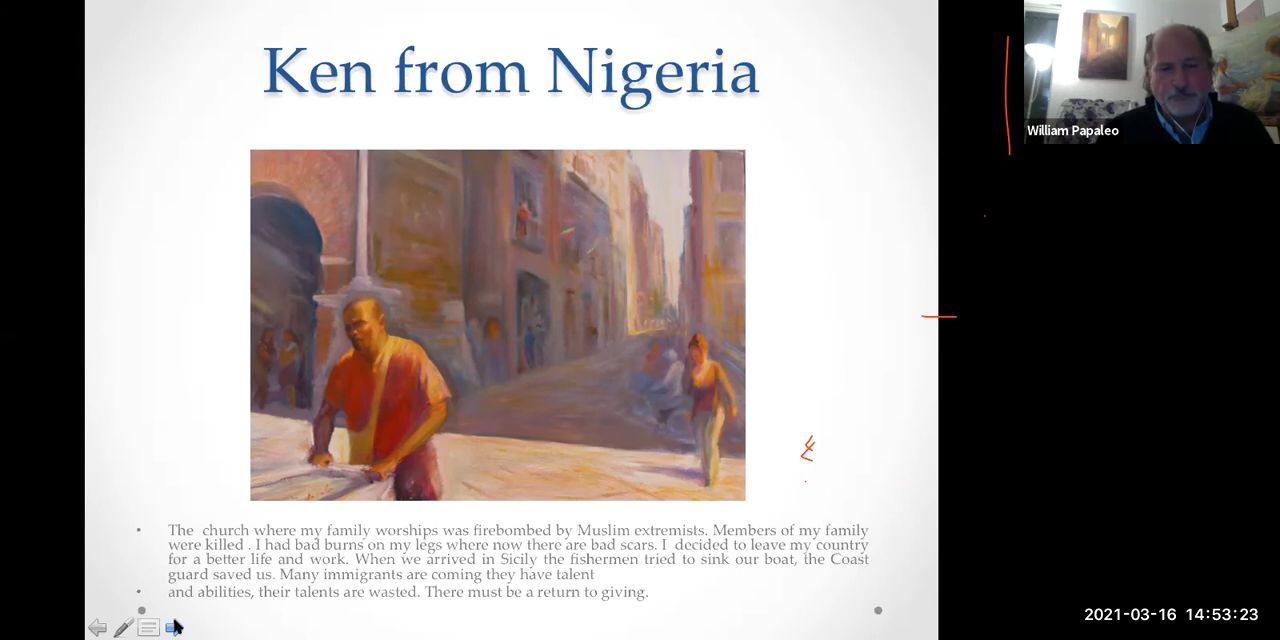 Ken from Nigeria
William Papaleo
• The church where my family worships was firebombed by Muslim extremists. Members of my family
were killed . I had bad burns on my legs where now there are bad scars. I decided to leave my country
for a better life and work. When we arrived in Sicily the fishermen tried to sink our boat, the Coast
guard saved us. Many immigrants are coming they have talent
• and abilities, their talents are wasted. There must be a return to giving.
2021-03-16 14:53:23